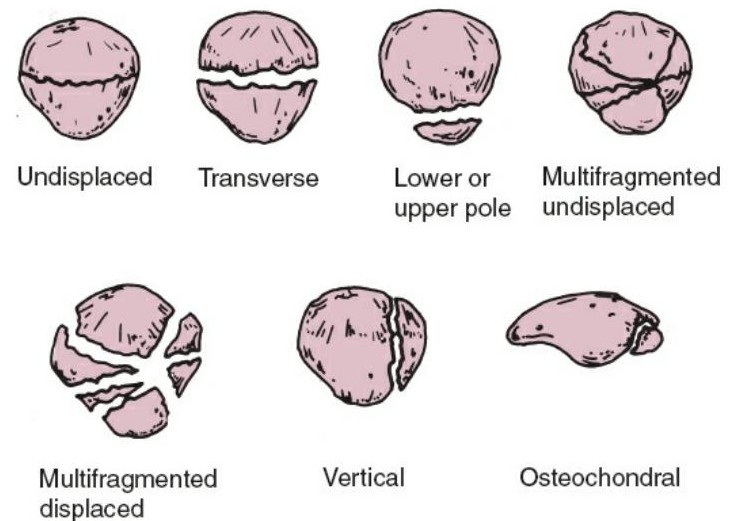 Undisplaced
Transverse
Lower or
upper pole
Multifragmented
undisplaced
Multifragmented
displaced
Vertical
Osteochondral